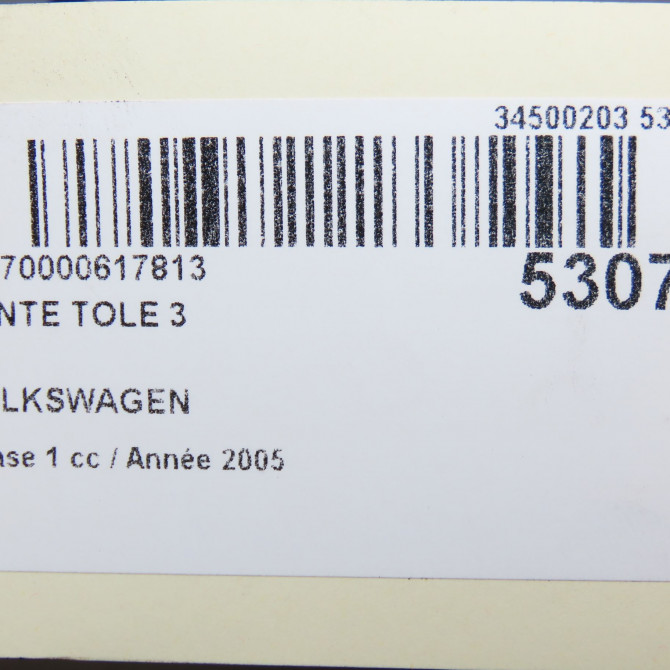 34500203 53
70000617813
5307
NTE TOLE 3
LKSWAGEN
ase 1 cc / Année 2005